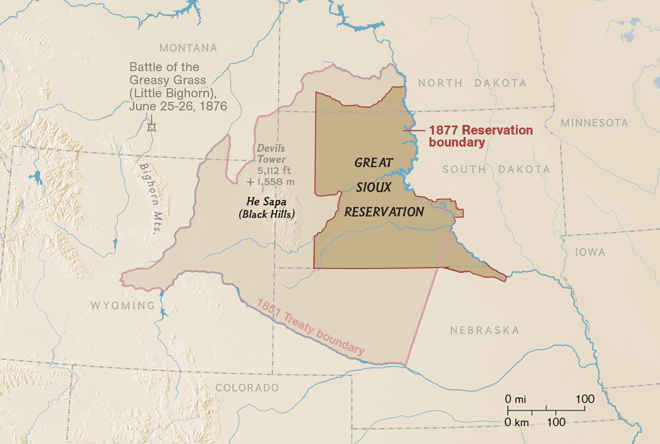 MONTANA
Battle of the
Greasy Grass
(Little Bighorn),
June 25-26, 1876
NORTH DAKOTA
MINNESOTA
1877 Reservation
boundary
Devils
Tower
5,112 ft
1,558 m
GREAT
SIOUX
RESERVATION
SOUTH DAKOTA
Bighorn Mts.
He Sapa
(Black Hills)
IOWA
WYOMING
1851 Treaty boundary
NEBRASKA
COLORADO
0 mi 100
0 km 100